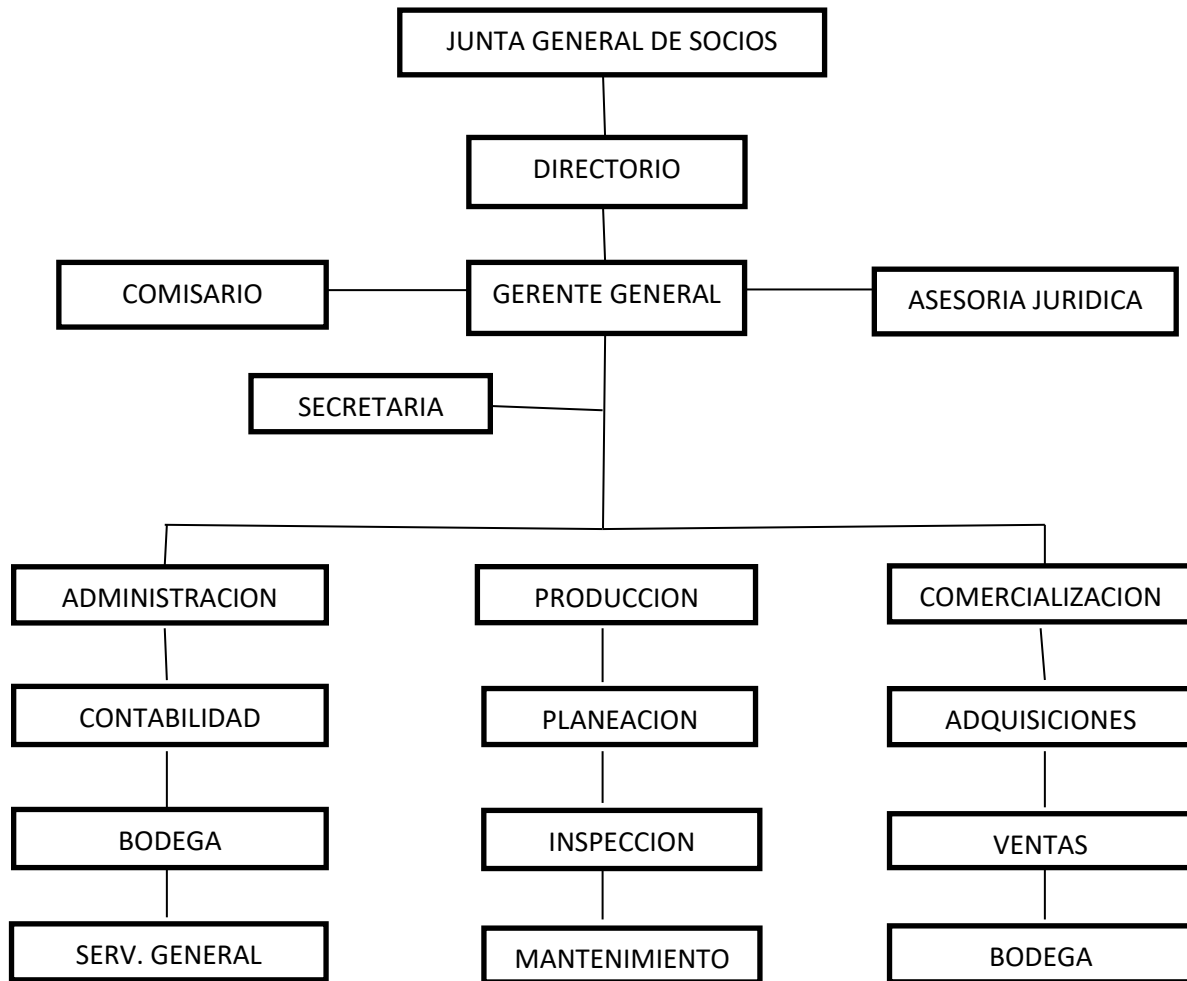 JUNTA GENERAL DE SOCIOS
DIRECTORIO
COMISARIO
GERENTE GENERAL
ASESORIA JURIDICA
SECRETARIA
ADMINISTRACION
PRODUCCION
COMERCIALIZACION
CONTABILIDAD
PLANEACION
ADQUISICIONES
BODEGA
INSPECCION
VENTAS
SERV. GENERAL
MANTENIMIENTO
BODEGA